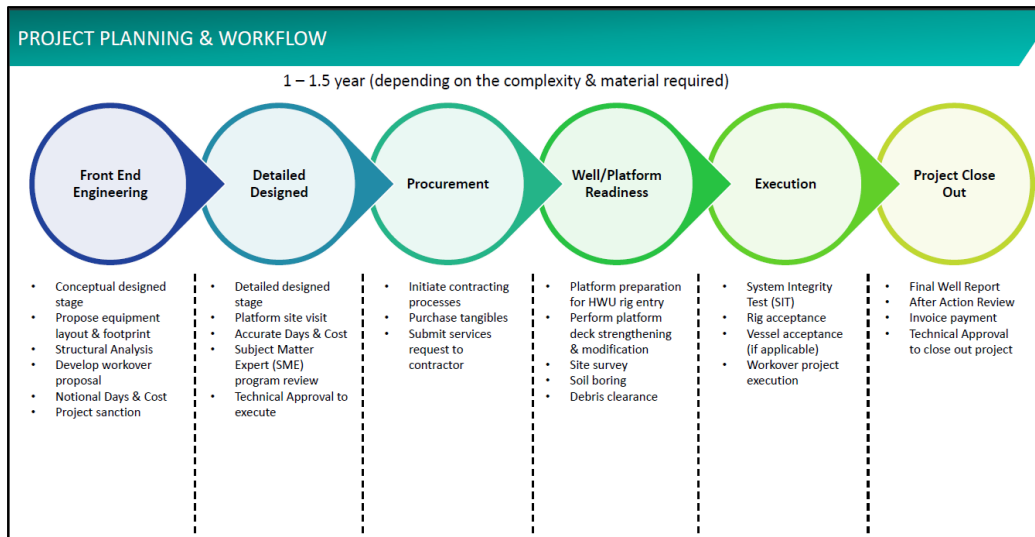 PROJECT PLANNING & WORKFLOW
1 – 1.5 year (depending on the complexity & material required)
Front End
Engineering
Detailed
Designed
Procurement
Well/Platform
Readiness
Execution
Project Close
Out
• Conceptual designed
stage
• Propose equipment
layout & footprint
• Structural Analysis
• Develop workover
proposal
• Notional Days & Cost
• Project sanction
• Detailed designed
stage
• Platform site visit
• Accurate Days & Cost
• Subject Matter
Expert (SME)
program review
• Technical Approval to
execute
• Initiate contracting
processes
• Purchase tangibles
• Submit services
request to
contractor
• Platform preparation
for HWU rig entry
• Perform platform
deck strengthening
& modification
• Site survey
• Soil boring
• Debris clearance
• System Integrity
Test (SIT)
• Rig acceptance
• Vessel acceptance
(if applicable)
• Workover project
execution
• Final Well Report
• After Action Review
• Invoice payment
• Technical Approval
to close out project